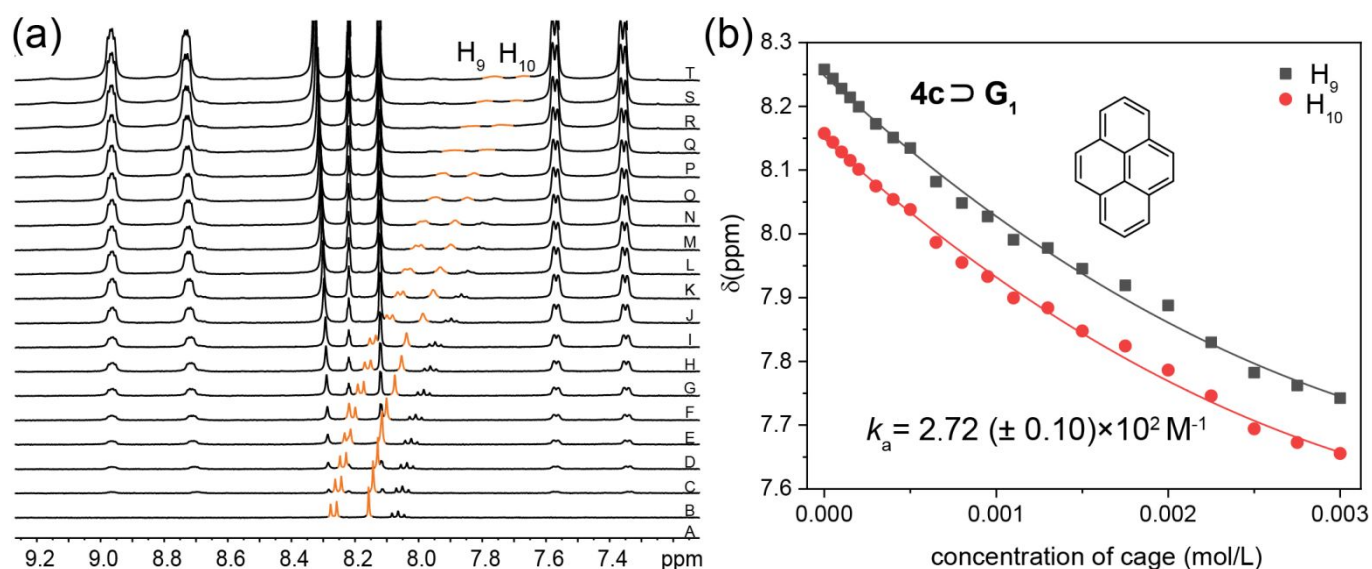 (a)
H9
H10
T
S
R
Q
P
O
N
M
L
K
J
I
H
G
F
E
D
C
B
A
9.2 9.0 8.8 8.6 8.4 8.2 8.0 7.8 7.6 7.4 ppm
(b)
4c ⊃ G1
H9
H10
8.3
8.2
8.1
8.0
7.9
7.8
7.7
7.6
δ(ppm)
ka = 2.72 (± 0.10)×10² M⁻¹
0.000 0.001 0.002 0.003
concentration of cage (mol/L)